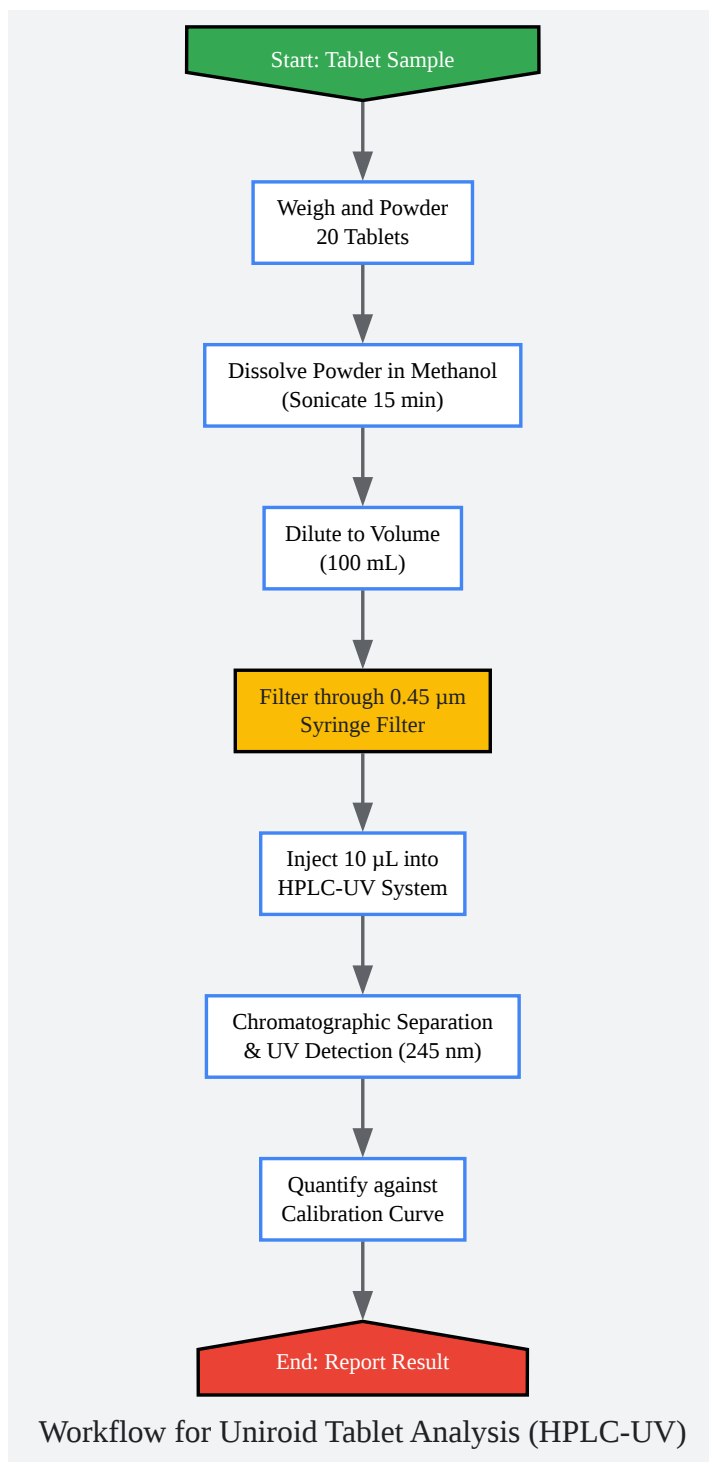 Start: Tablet Sample
Weigh and Powder
20 Tablets
Dissolve Powder in Methanol
(Sonicate 15 min)
Dilute to Volume
(100 mL)
Filter through 0.45 µm
Syringe Filter
Inject 10 µL into
HPLC-UV System
Chromatographic Separation
& UV Detection (245 nm)
Quantify against
Calibration Curve
End: Report Result
Workflow for Uniroid Tablet Analysis (HPLC-UV)